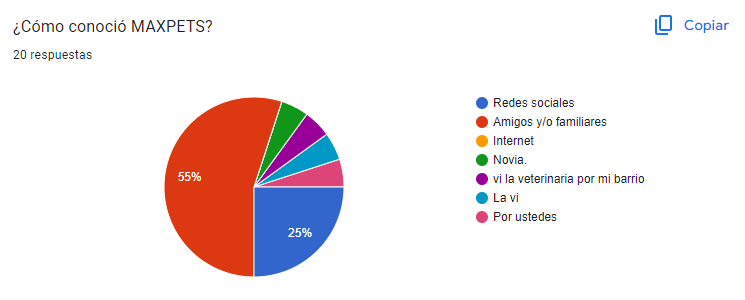 ¿Cómo conoció MAXPETS?
Copiar
20 respuestas
55%
25%
Redes sociales
Amigos y/o familiares
Internet
Novia.
vi la veterinaria por mi barrio
La vi
Por ustedes